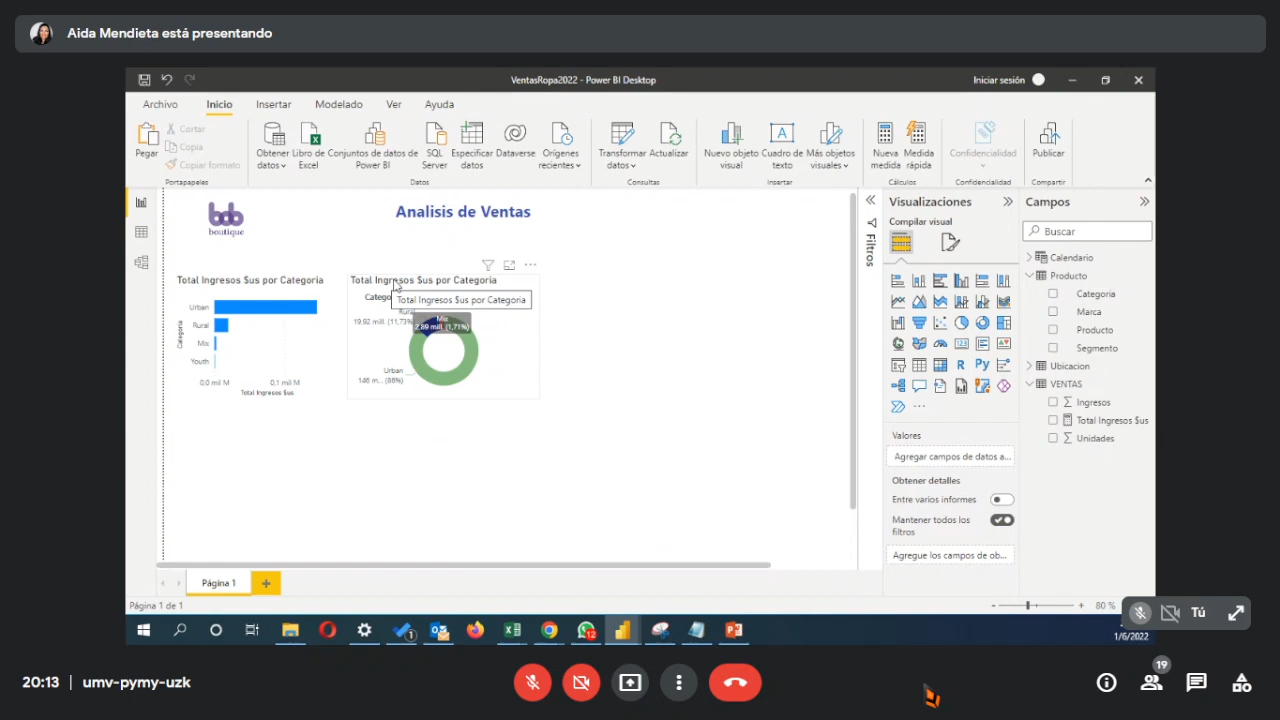 Aida Mendieta está presentando
VentasRopa2022 - Power BI Desktop
Iniciar sesión
Archivo
Inicio
Insertar
Modelado
Ver
Ayuda
Pegar
Cortar
Copia
Copiar formato
Portapapeles
Obtener datos
Libro de Excel
Conjuntos de datos de Power BI
SQL Server
Especificar datos
Dataverse
Orígenes recientes
Datos
Transformar datos
Actualizar
Consultas
Nuevo objeto visual
Cuadro de texto
Más objetos visuales
Insertar
Nueva medida
Medida rápida
Cálculos
Confidencialidad
Confidencialidad
Publicar
Compartir
bob
boutique
Analisis de Ventas
Total Ingresos $us por Categoria
Categoria
Urban
Rural
Mix
Youth
0.0 mil M
0.1 mil M
Total Ingresos $us
Total Ingresos $us por Categoria
Catego
Total Ingresos $us por Categoria
Rural
19.92 mill. (11,73%)
Mix
2.89 mill. (1,71%)
Urban
146 m... (86%)
Filtros
Visualizaciones
Compilar visual
R
Py
123
Valores
Agregar campos de datos a...
Obtener detalles
Entre varios informes
Mantener todos los
filtros
Agregue los campos de ob...
Campos
Buscar
Calendario
Producto
Categoria
Marca
Producto
Segmento
Ubicacion
VENTAS
Ingresos
Total Ingresos $us
Unidades
Página 1
Página 1 de 1
80 %
Tú
1
12
1/6/2022
20:13 | umv-pymy-uzk
19